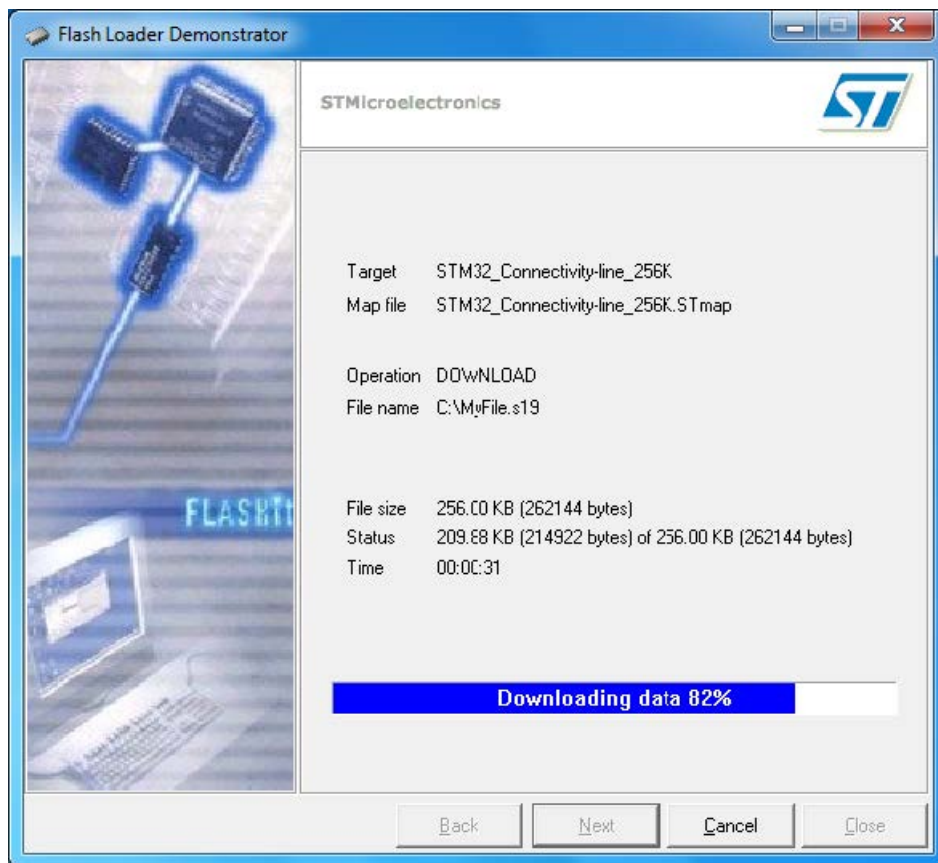 Flash Loader Demonstrator
STMicroelectronics
ST
Target STM32_Connectivity-line_256K
Map file STM32_Connectivity-line_256K.STmap
Operation DOWNLOAD
File name C:\MyFile.s19
File size 256.00 KB (262144 bytes)
Status 209.88 KB (214922 bytes) of 256.00 KB (262144 bytes)
Time 00:00:31
FLASHIt
Downloading data 82%
Back Next Cancel Close